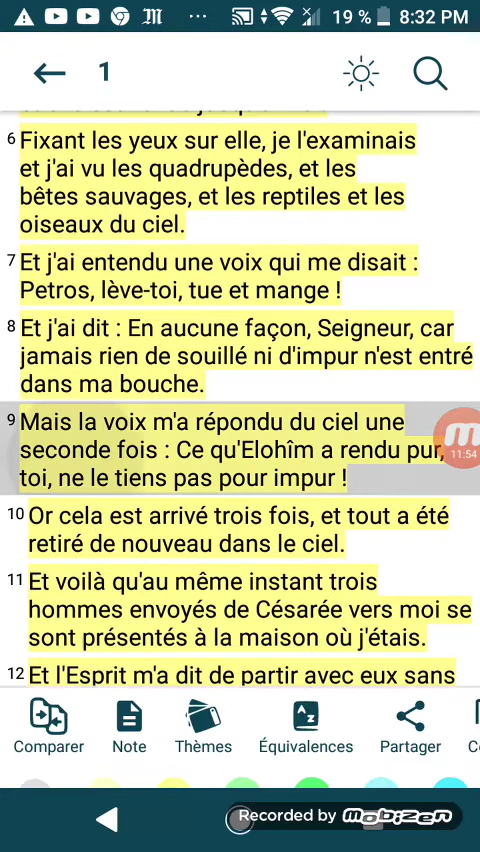 19 % 8:32 PM
1
6 Fixant les yeux sur elle, je l'examinais
et j'ai vu les quadrupèdes, et les
bêtes sauvages, et les reptiles et les
oiseaux du ciel.
7 Et j'ai entendu une voix qui me disait :
Petros, lève-toi, tue et mange !
8 Et j'ai dit : En aucune façon, Seigneur, car
jamais rien de souillé ni d'impur n'est entré
dans ma bouche.
9 Mais la voix m'a répondu du ciel une
seconde fois : Ce qu'Elohîm a rendu pur,
toi, ne le tiens pas pour impur !
11:54
10 Or cela est arrivé trois fois, et tout a été
retiré de nouveau dans le ciel.
11 Et voilà qu'au même instant trois
hommes envoyés de Césarée vers moi se
sont présentés à la maison où j'étais.
12 Et l'Esprit m'a dit de partir avec eux sans
Comparer Note Thèmes Équivalences Partager
Recorded by MOBIZEN